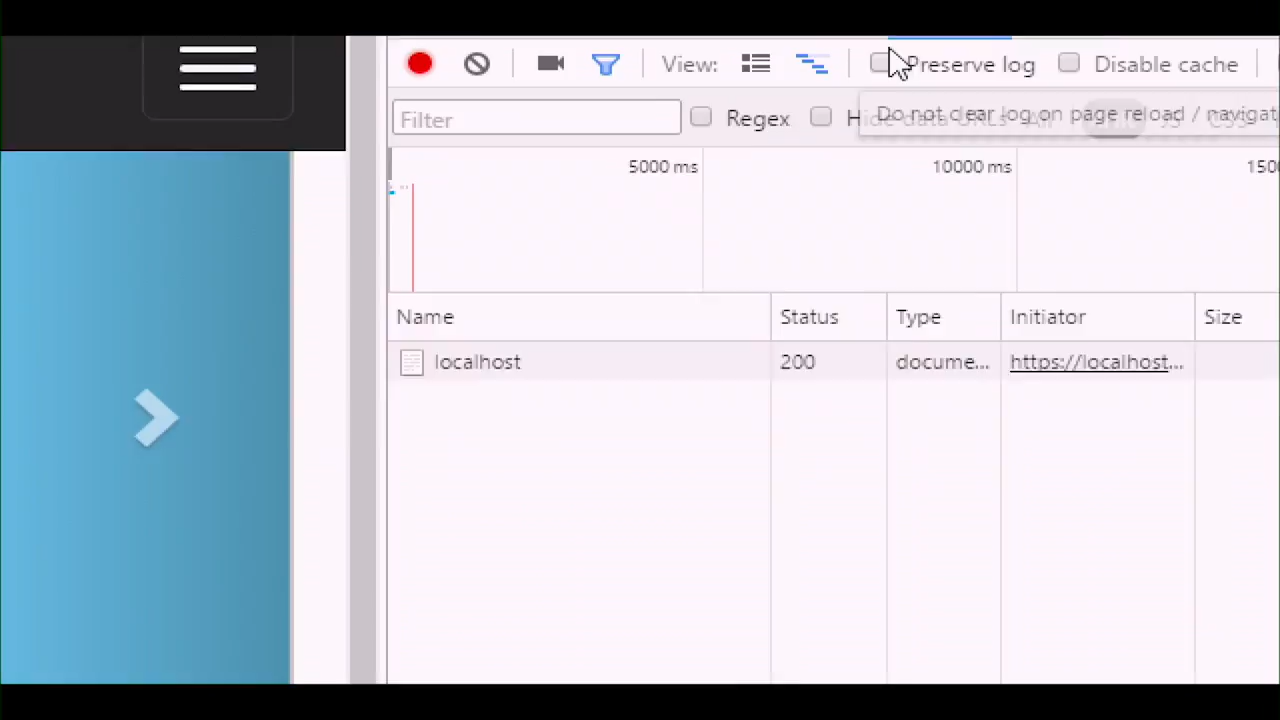 View: Preserve log Disable cache
Filter Regex Do not clear log on page reload / navigat
5000 ms 10000 ms 150
Name Status Type Initiator Size
localhost 200 docume... https://localhost...